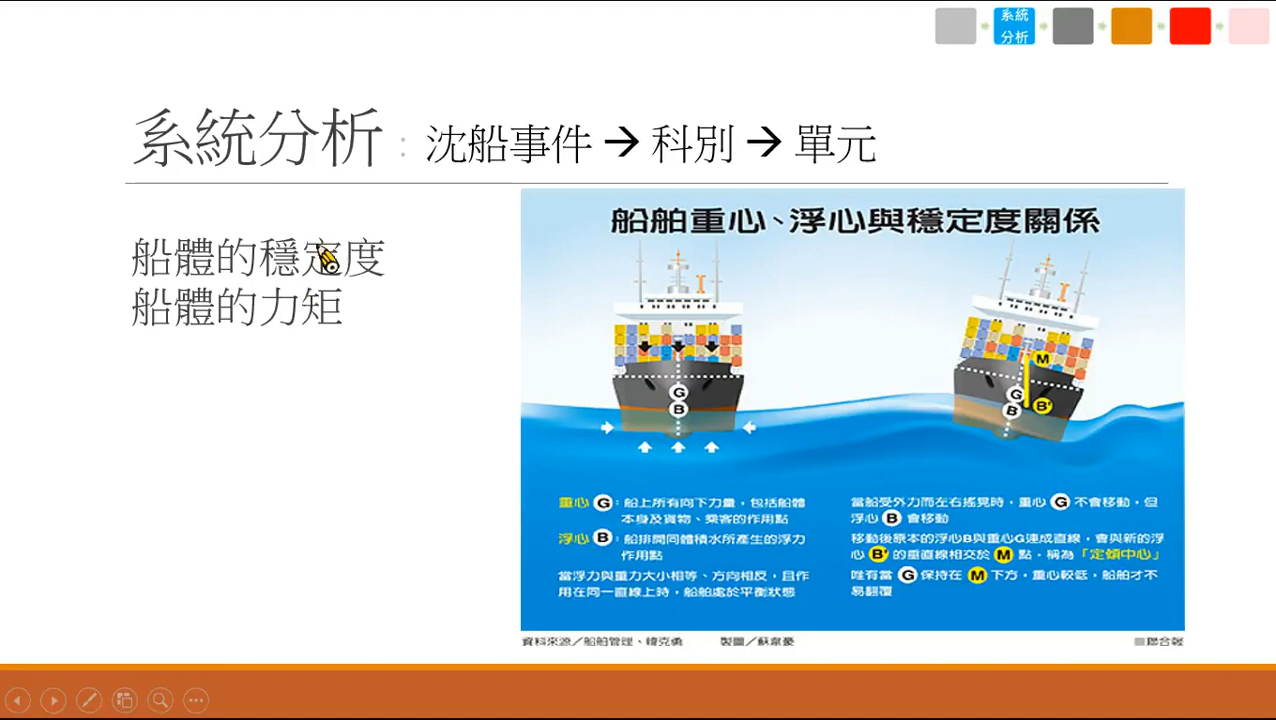 系統
分析
系統分析：沈船事件→科別→單元
船體的穩定度
船體的力矩
船舶重心、浮心與穩定度關係
M
G
B
G
B
B'
重心G：船上所有向下力量，包括船體
本身及貨物、乘客的作用點
浮心B：船排開同體積水所產生的浮力
作用點
當浮力與重力大小相等、方向相反，且作
用在同一直線上時，船舶處於平衡狀態
當船受外力而左右搖晃時，重心G不會移動，但
浮心B會移動
移動後原本的浮心B與重心G連成直線，會與新的浮
心B'的垂直線相交於M點，稱為「定傾中心」
唯有當G保持在M下方，重心較低，船舶才不
易翻覆
資料來源／船舶管理、韓克勇 製圖／蘇韋豪
聯合報